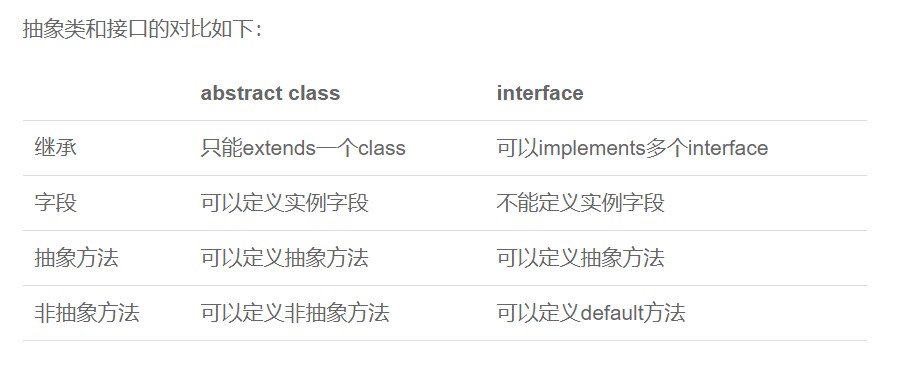 抽象类和接口的对比如下：
abstract class interface
继承 只能extends一个class 可以implements多个interface
字段 可以定义实例字段 不能定义实例字段
抽象方法 可以定义抽象方法 可以定义抽象方法
非抽象方法 可以定义非抽象方法 可以定义default方法